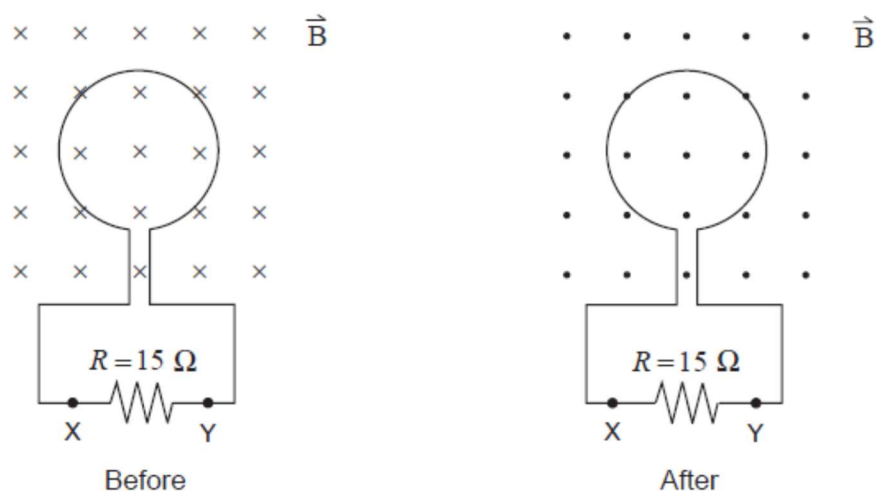 B⃗
R = 15 Ω
X
Y
Before
B⃗
R = 15 Ω
X
Y
After